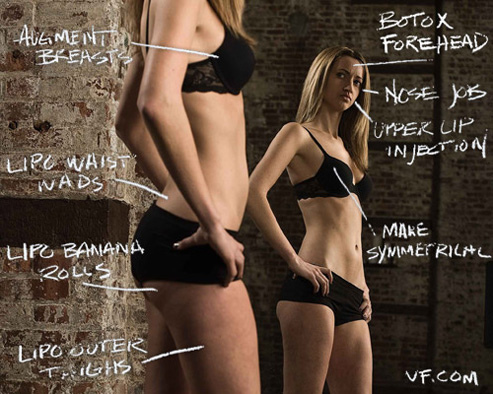 AUGMENT
BREASTS
BOTOX
FOREHEAD
NOSE JOB
UPPER LIP
INJECTION
LIPO WAIST
WADS
MAKE
SYMMETRICAL
LIPO BANANA
ROLLS
LIPO OUTER
THIGHS
VF.COM